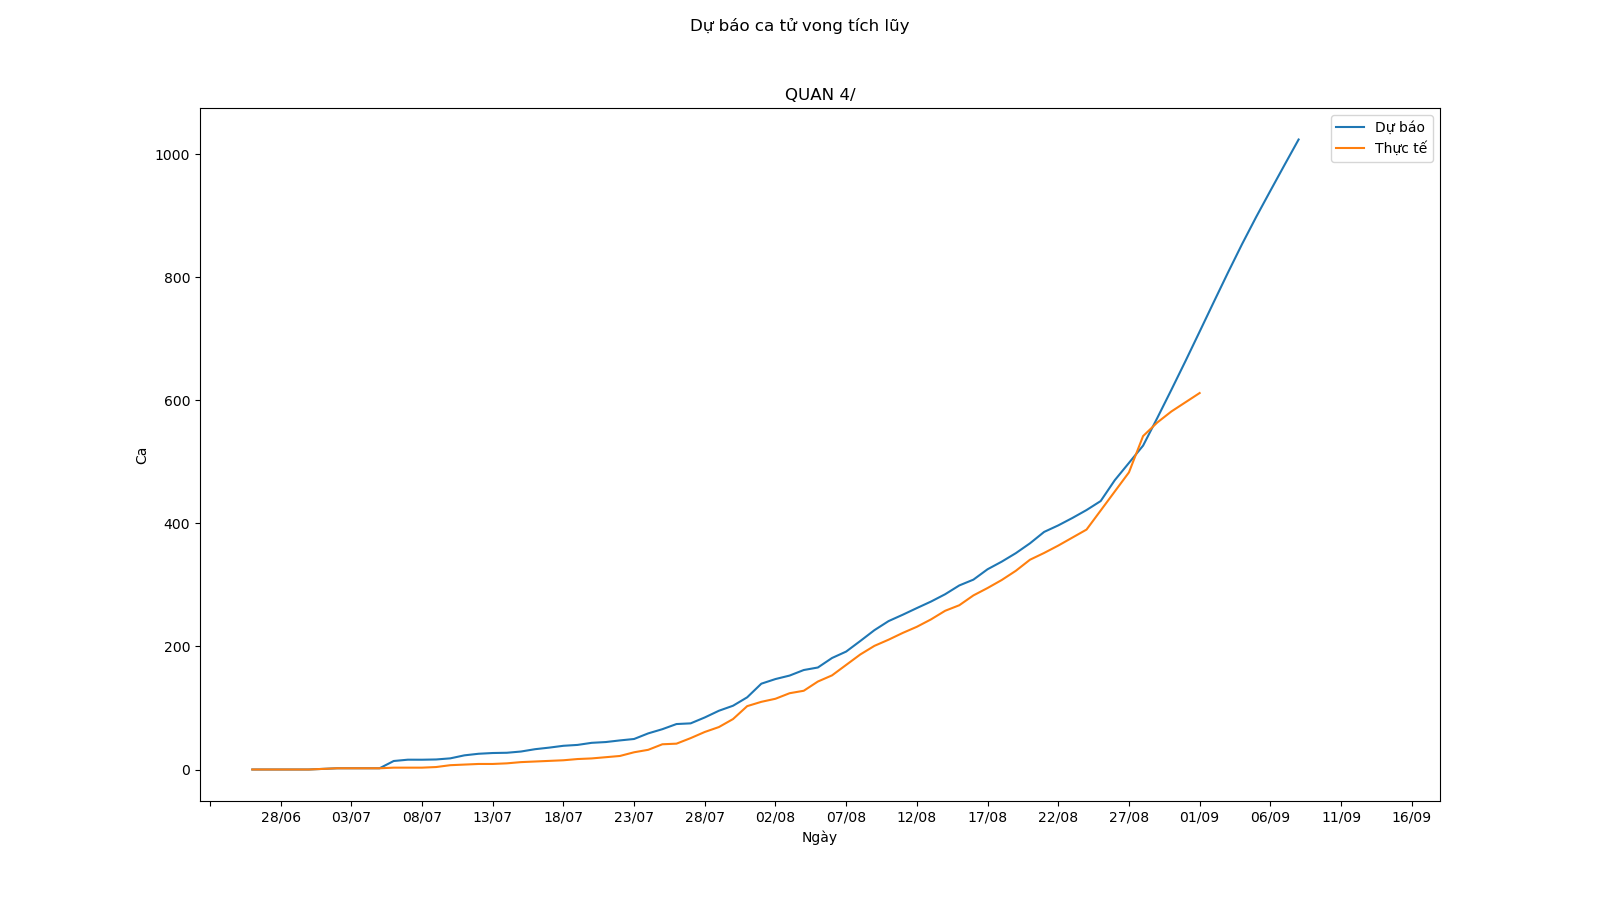 Dự báo ca tử vong tích lũy
QUAN 4/
Dự báo
Thực tế
1000
800
600
400
200
0
Ca
28/06 03/07 08/07 13/07 18/07 23/07 28/07 02/08 07/08 12/08 17/08 22/08 27/08 01/09 06/09 11/09 16/09
Ngày